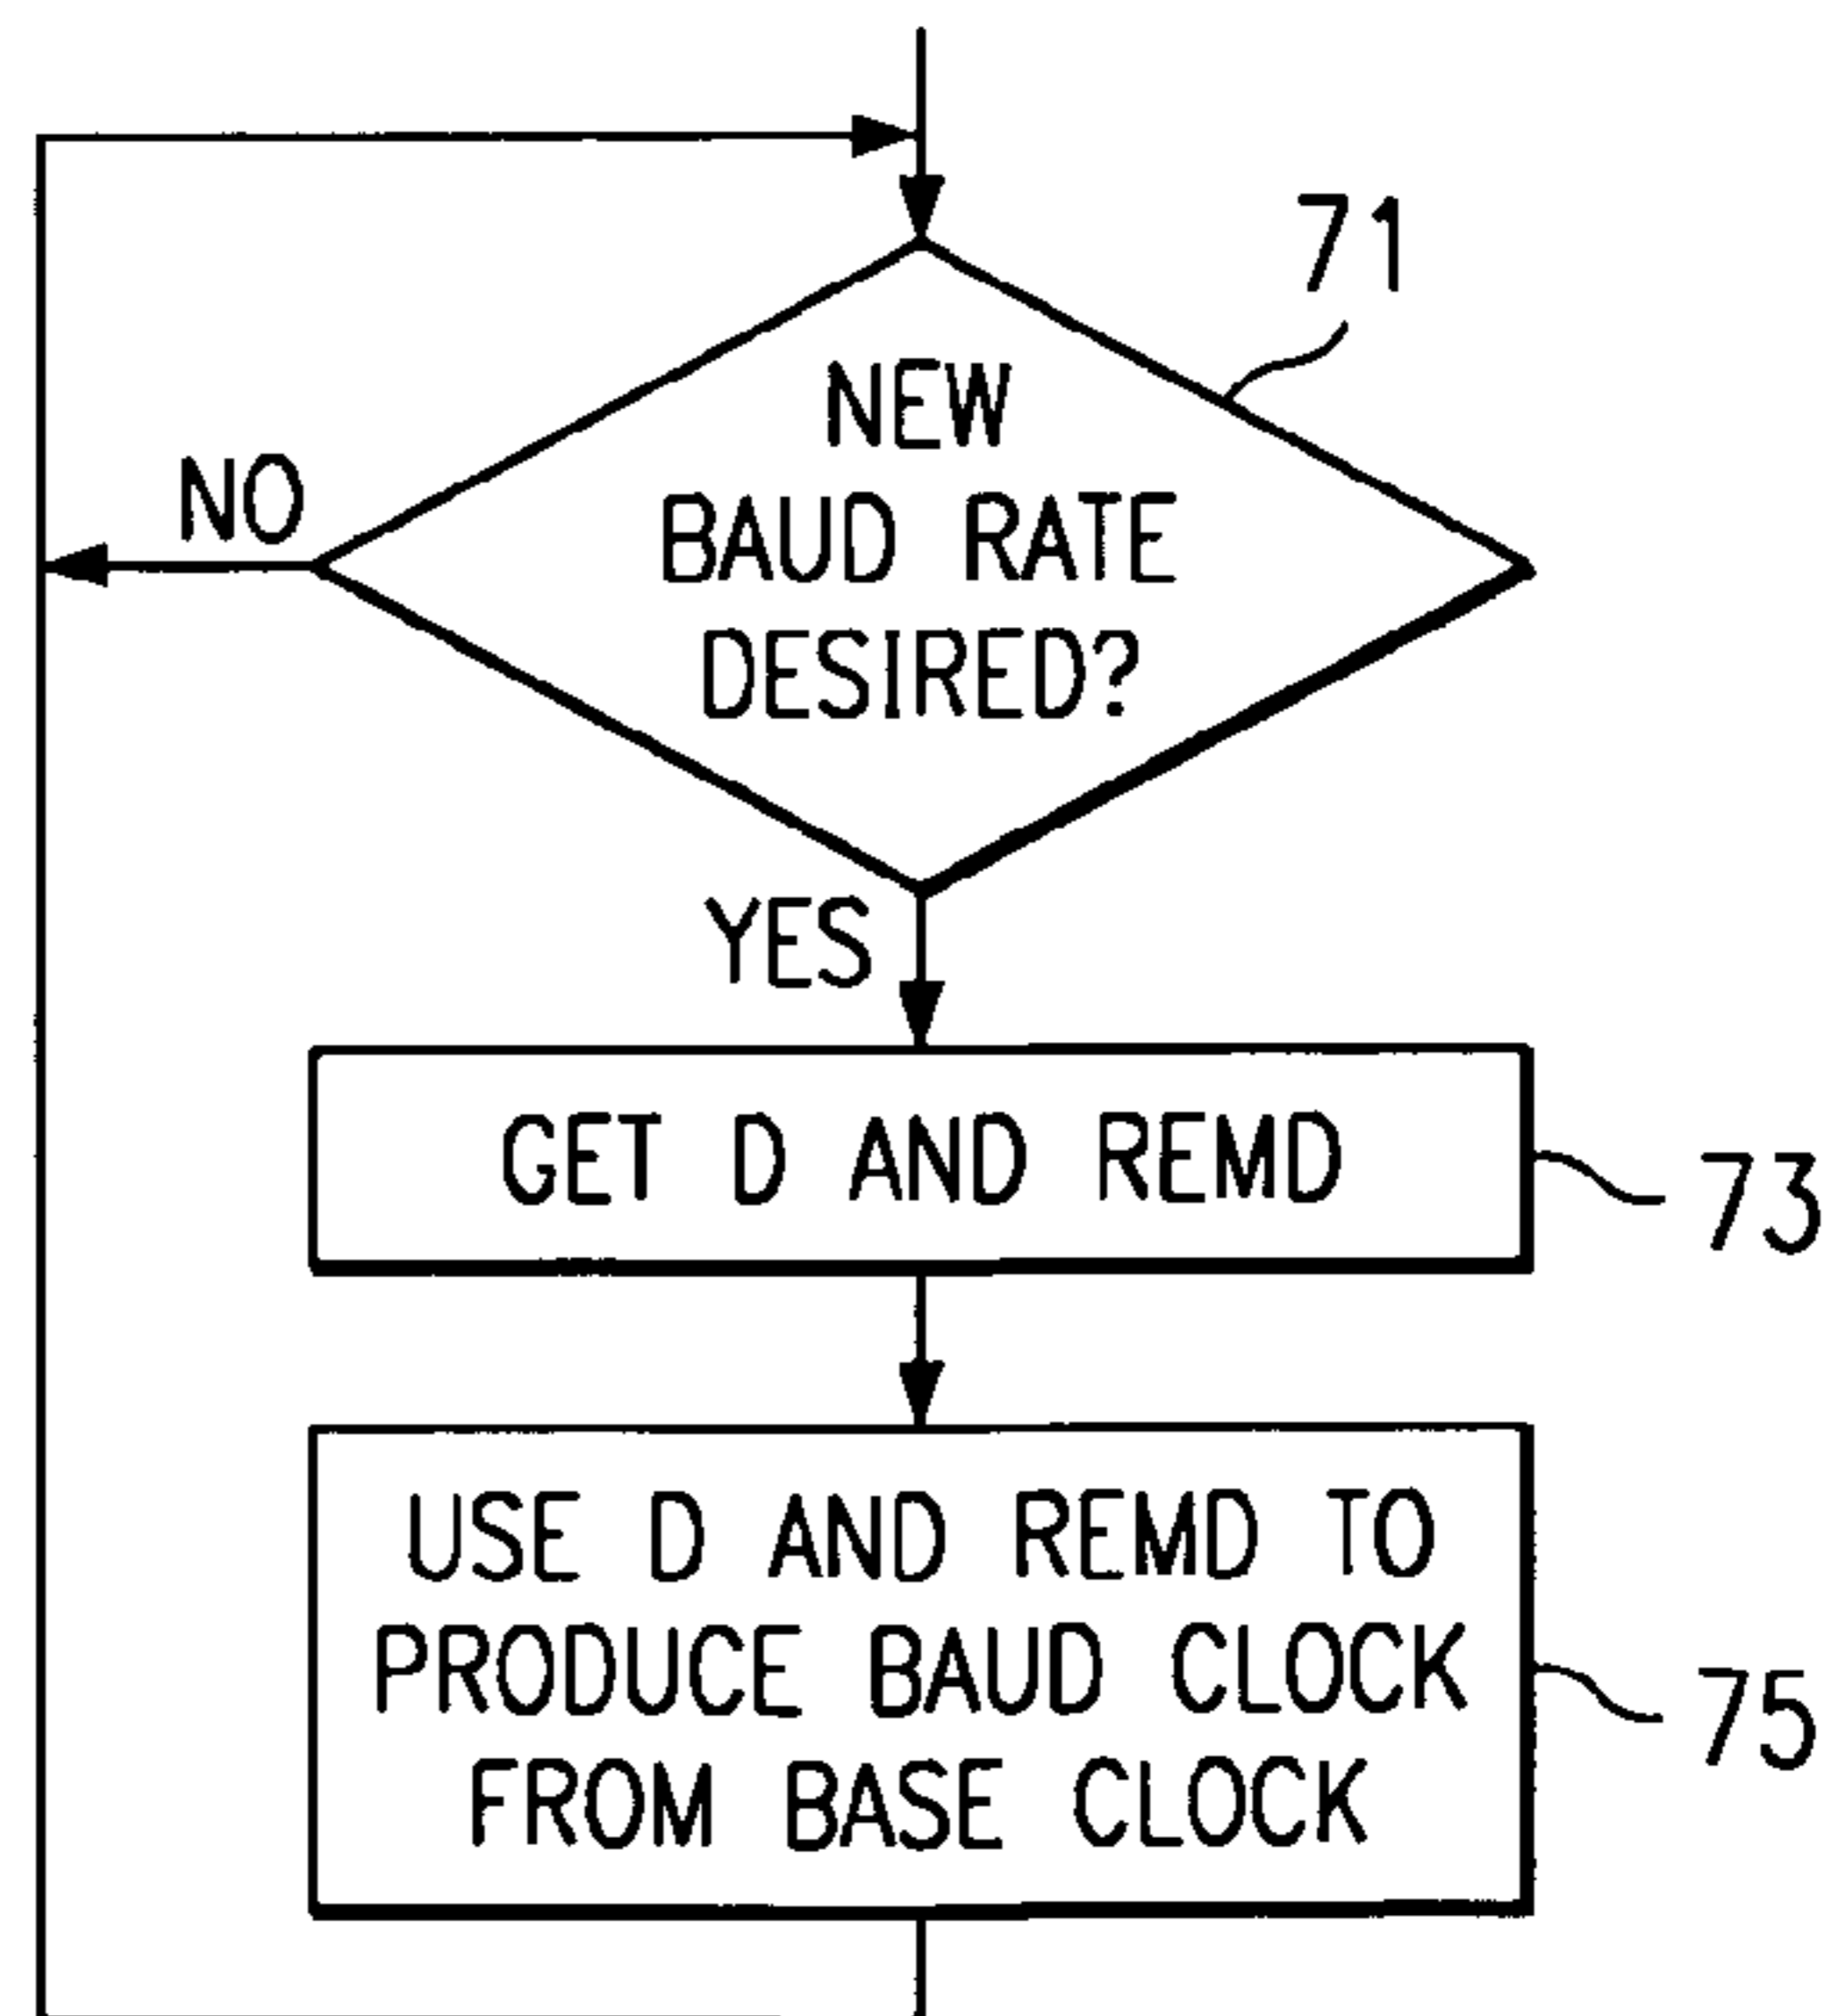 71
NEW
BAUD RATE
DESIRED?
NO
YES
GET D AND REMD
73
USE D AND REMD TO
PRODUCE BAUD CLOCK
FROM BASE CLOCK
75